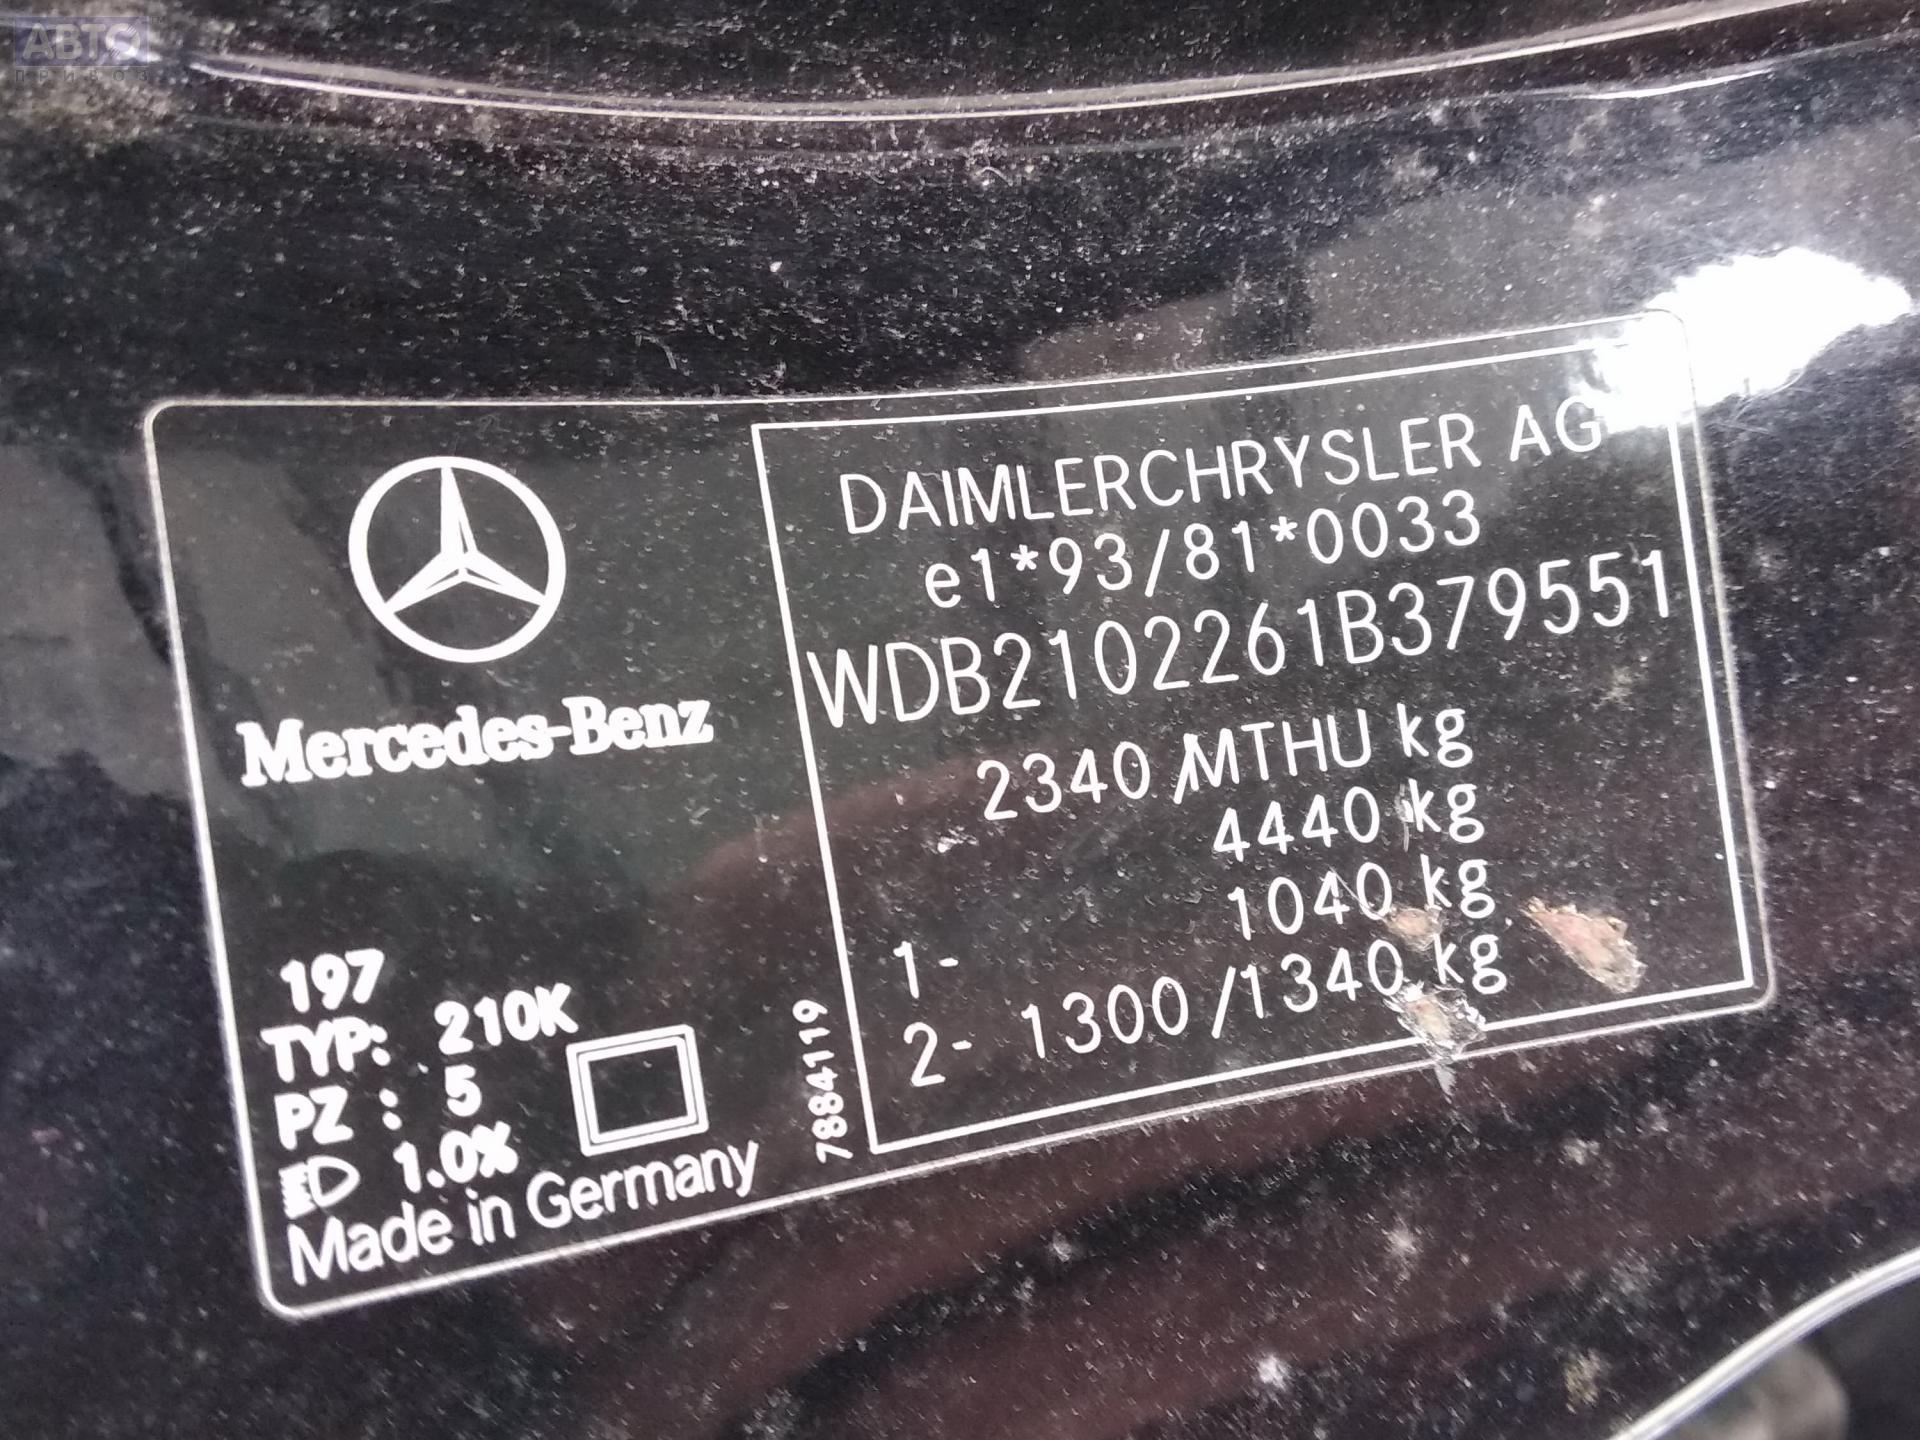 АВТО
ПРИВОЗ
Mercedes-Benz
DAIMLERCHRYSLER AG
e1*93/81*0033
WDB2102261B379551
2340/MTHU kg
4440 kg
1- 1040 kg
2- 1300/1340 kg
197
TYP: 210K
PZ : 5
1.0%
Made in Germany
7884119